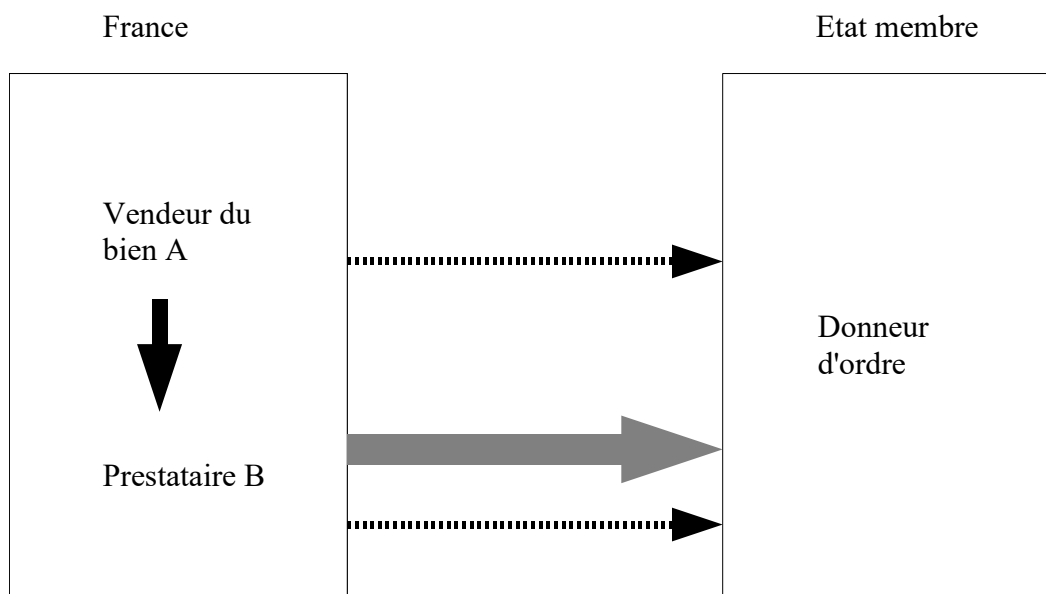 France
Etat membre
Vendeur du
bien A
Donneur
d'ordre
Prestataire B